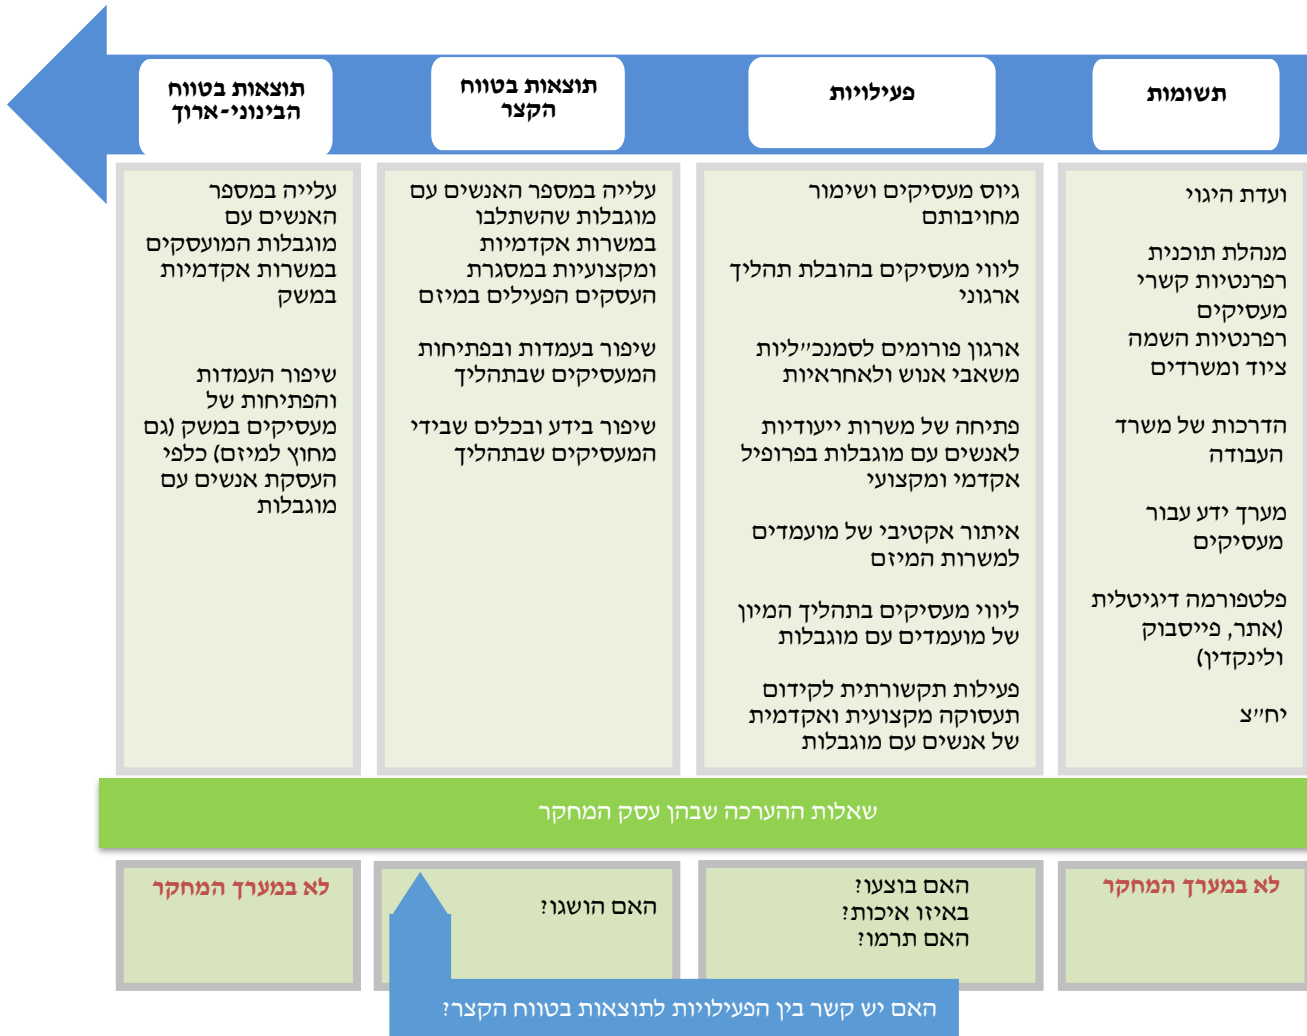 תשומות
פעילויות
תוצאות בטווח
הקצר
תוצאות בטווח
הבינוני-ארוך
ועדת היגוי
מנהלת תוכנית
רפרנטיות קשרי
מעסיקים
רפרנטיות השמה
ציוד ומשרדים
הדרכות של משרד
העבודה
מערך ידע עבור
מעסיקים
פלטפורמה דיגיטלית
(אתר, פייסבוק
ולינקדין)
יח״צ
גיוס מעסיקים ושימור
מחויבותם
ליווי מעסיקים בהובלת תהליך
ארגוני
ארגון פורומים לסמנכ״ליות
משאבי אנוש ולאחראיות
פתיחה של משרות ייעודיות
לאנשים עם מוגבלות בפרופיל
אקדמי ומקצועי
איתור אקטיבי של מועמדים
למשרות המיזם
ליווי מעסיקים בתהליך המיון
של מועמדים עם מוגבלות
פעילות תקשורתית לקידום
תעסוקה מקצועית ואקדמית
של אנשים עם מוגבלות
עלייה במספר האנשים עם
מוגבלות שהשתלבו
במשרות אקדמיות
ומקצועיות במסגרת
העסקים הפעילים במיזם
שיפור בעמדות ובפתיחות
המעסיקים שבתהליך
שיפור בידע ובכלים שבידי
המעסיקים שבתהליך
עלייה במספר
האנשים עם
מוגבלות המועסקים
במשרות אקדמיות
במשק
שיפור העמדות
והפתיחות של
מעסיקים במשק (גם
מחוץ למיזם) כלפי
העסקת אנשים עם
מוגבלות
שאלות ההערכה שבהן עסק המחקר
לא במערך המחקר
האם בוצעו?
באיזו איכות?
האם תרמו?
האם הושגו?
לא במערך המחקר
האם יש קשר בין הפעילויות לתוצאות בטווח הקצר?